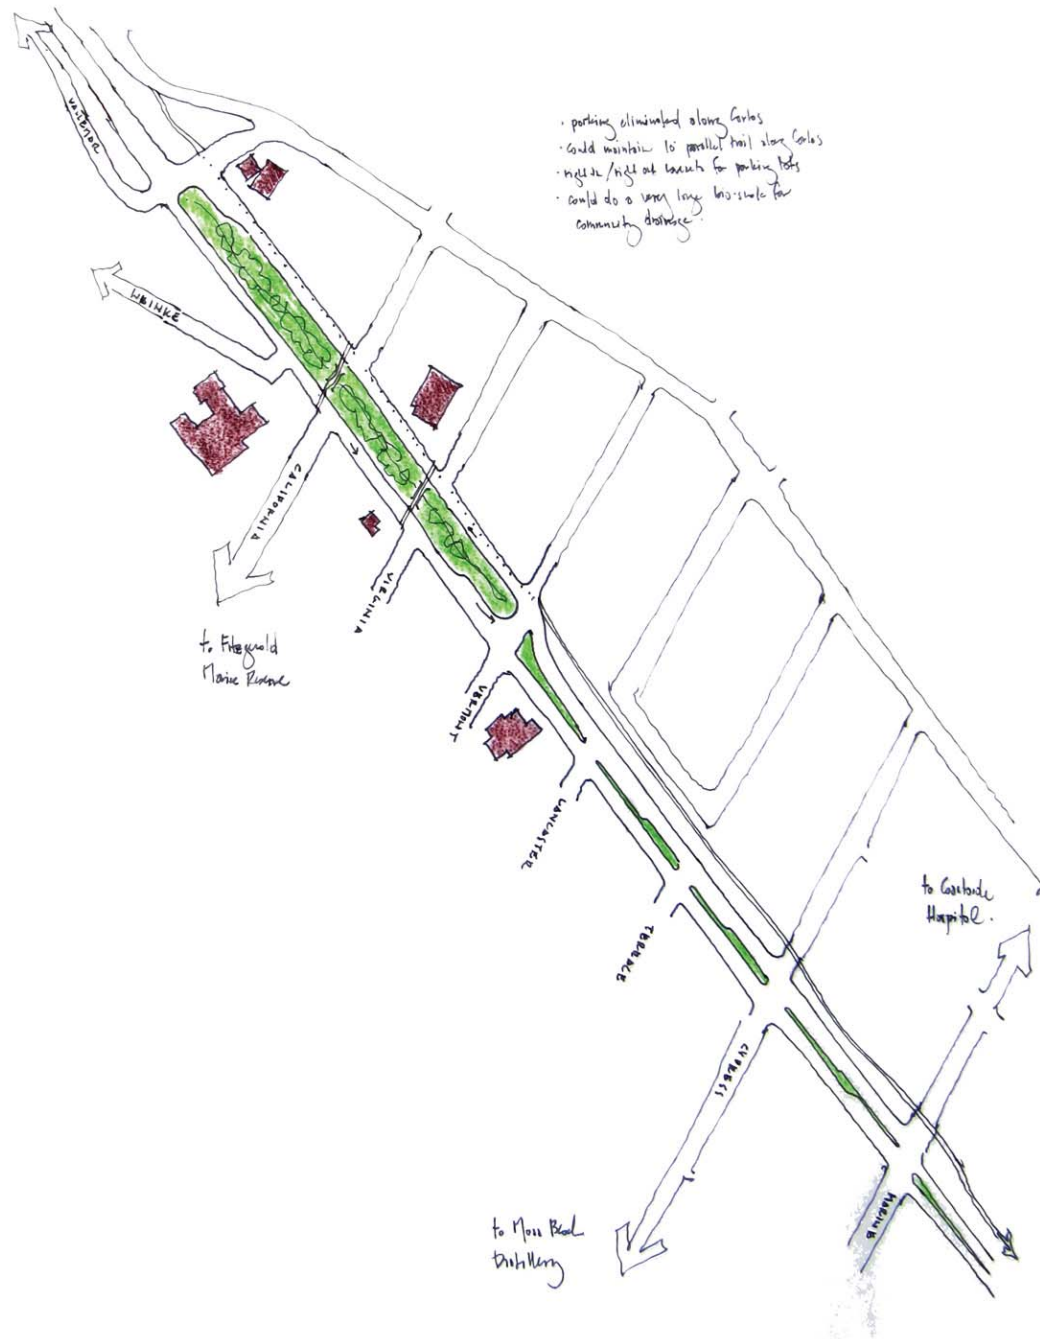 · parking eliminated along Carlos
· could maintain 10' parallel trail along Carlos
· right in/right out for parking lots
· could do a very long bio-swale for
community drainage.
VALLEMAR
WEINKE
CALIFORNIA
VIRGINIA
to Fitzgerald
Marine Reserve
VERMONT
LANCASTER
to Coastside
Hospital.
TERRACE
CYPRESS
MARINE
to Moss Beach
Distillery